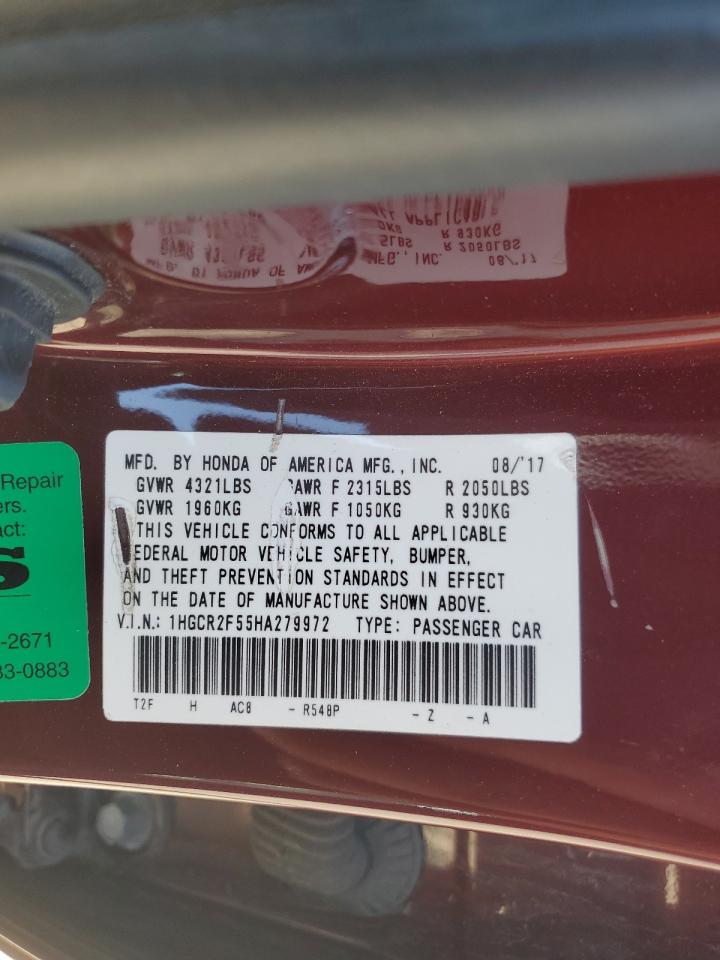 MFD. BY HONDA OF AMERICA MFG., INC. 08/'17
GVWR 4321LBS GAWR F 2315LBS R 2050LBS
GVWR 1960KG GAWR F 1050KG R 930KG
THIS VEHICLE CONFORMS TO ALL APPLICABLE
FEDERAL MOTOR VEHICLE SAFETY, BUMPER,
AND THEFT PREVENTION STANDARDS IN EFFECT
ON THE DATE OF MANUFACTURE SHOWN ABOVE.
V.I.N.: 1HGCR2F55HA279972 TYPE: PASSENGER CAR
T2F H AC8 - R548P - Z - A
Repair
ers.
act:
S
-2671
33-0883